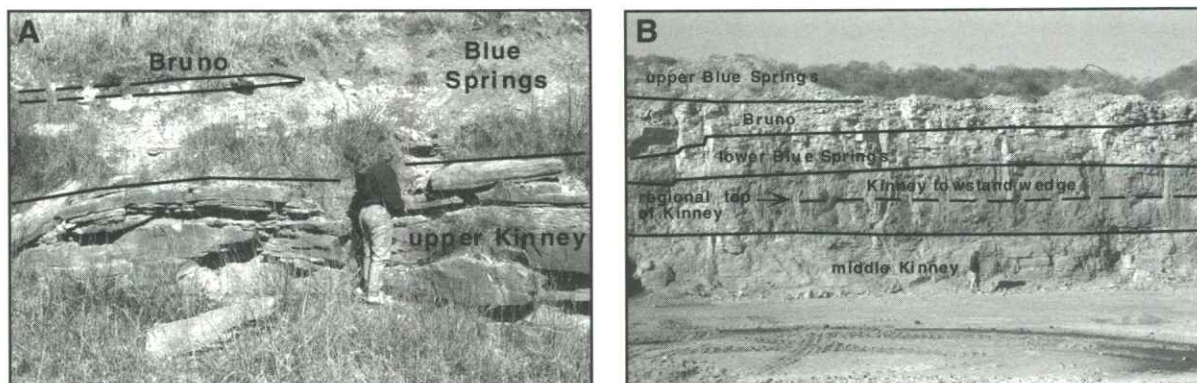 A
Bruno
Blue
Springs
upper Kinney
B
upper Blue Springs
Bruno
lower Blue Springs
Kinney lowstand wedge
regional top
of Kinney
middle Kinney